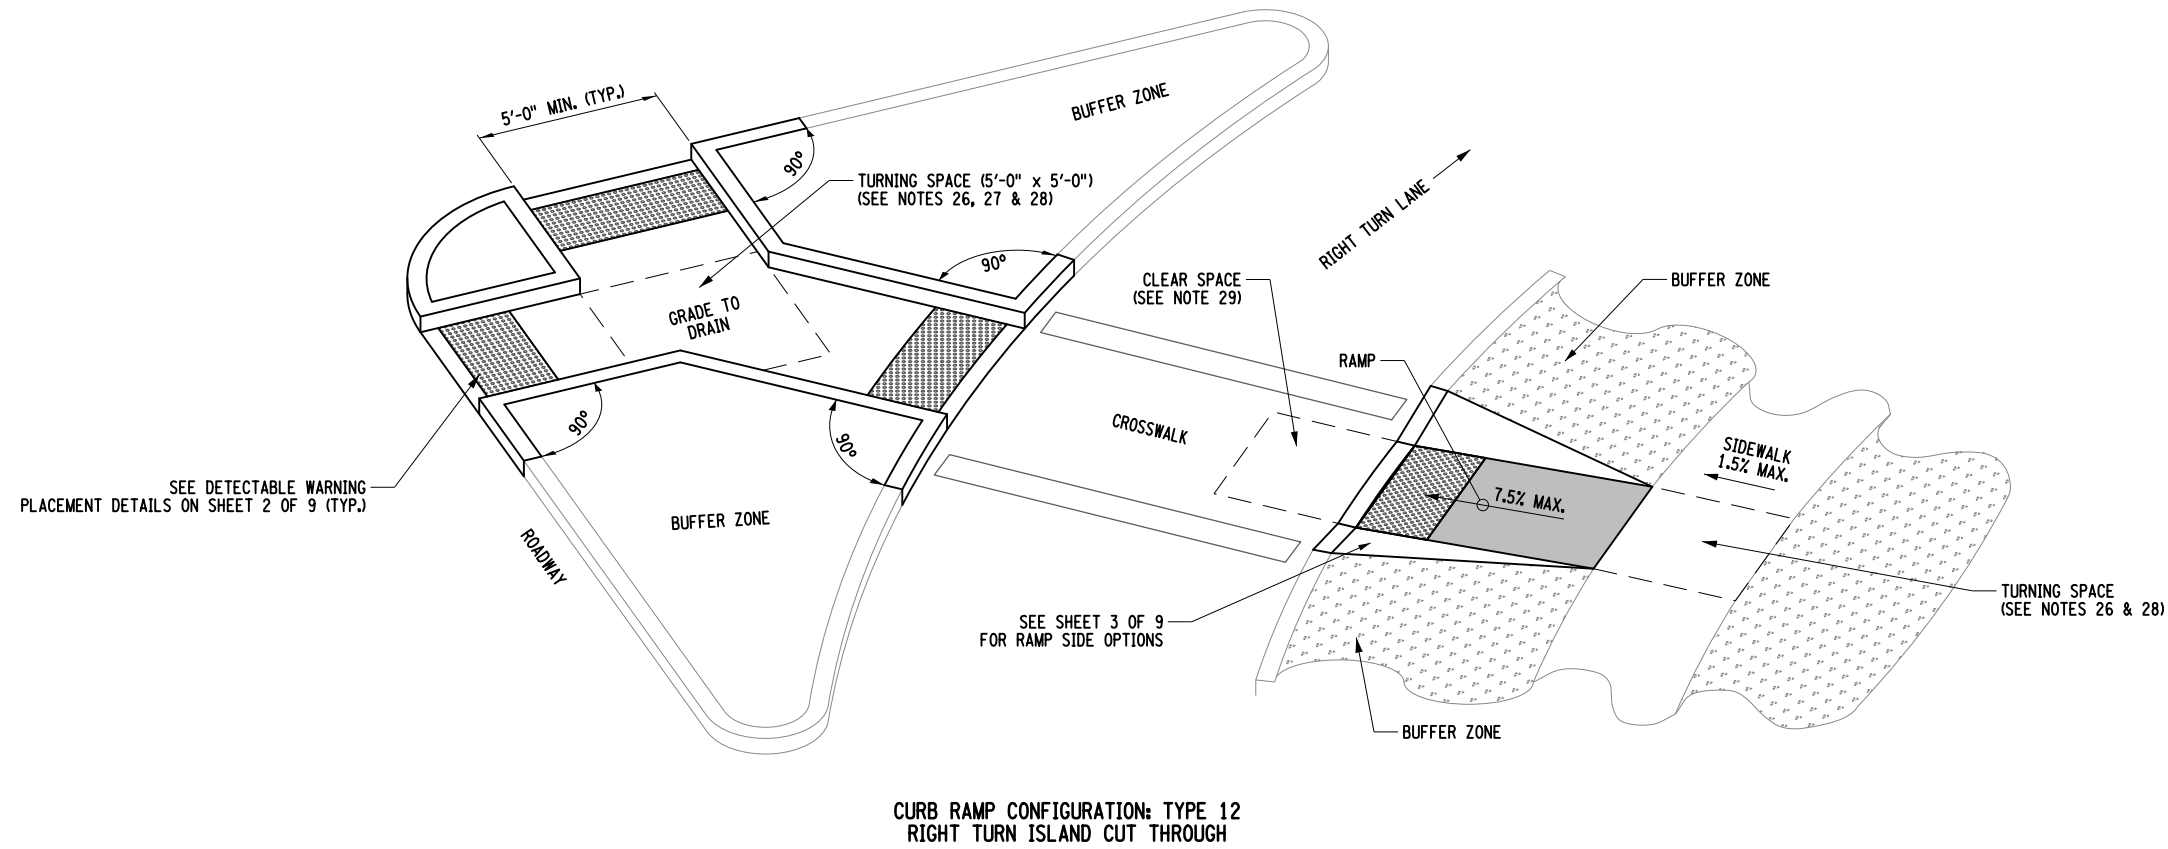 5'-0" MIN. (TYP.)
BUFFER ZONE
90°
TURNING SPACE (5'-0" x 5'-0")
(SEE NOTES 26, 27 & 28)
RIGHT TURN LANE
90°
CLEAR SPACE
(SEE NOTE 29)
BUFFER ZONE
GRADE TO
DRAIN
RAMP
CROSSWALK
90°
90°
SIDEWALK
1.5% MAX.
SEE DETECTABLE WARNING
PLACEMENT DETAILS ON SHEET 2 OF 9 (TYP.)
7.5% MAX.
BUFFER ZONE
ROADWAY
TURNING SPACE
(SEE NOTES 26 & 28)
SEE SHEET 3 OF 9
FOR RAMP SIDE OPTIONS
BUFFER ZONE
CURB RAMP CONFIGURATION: TYPE 12
RIGHT TURN ISLAND CUT THROUGH